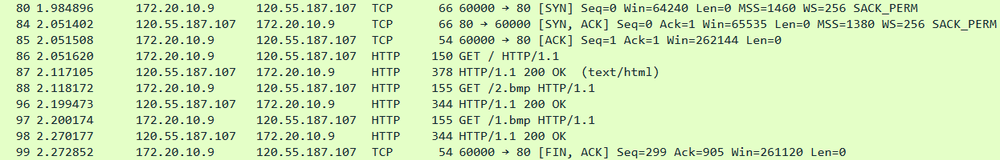 80 1.984896 172.20.10.9 120.55.187.107 TCP 66 60000 → 80 [SYN] Seq=0 Win=64240 Len=0 MSS=1460 WS=256 SACK_PERM
84 2.051402 120.55.187.107 172.20.10.9 TCP 66 80 → 60000 [SYN, ACK] Seq=0 Ack=1 Win=65535 Len=0 MSS=1380 WS=256 SACK_PERM
85 2.051508 172.20.10.9 120.55.187.107 TCP 54 60000 → 80 [ACK] Seq=1 Ack=1 Win=262144 Len=0
86 2.051620 172.20.10.9 120.55.187.107 HTTP 150 GET / HTTP/1.1
87 2.117105 120.55.187.107 172.20.10.9 HTTP 378 HTTP/1.1 200 OK (text/html)
88 2.118172 172.20.10.9 120.55.187.107 HTTP 155 GET /2.bmp HTTP/1.1
96 2.199473 120.55.187.107 172.20.10.9 HTTP 344 HTTP/1.1 200 OK
97 2.200174 172.20.10.9 120.55.187.107 HTTP 155 GET /1.bmp HTTP/1.1
98 2.270177 120.55.187.107 172.20.10.9 HTTP 344 HTTP/1.1 200 OK
99 2.272852 172.20.10.9 120.55.187.107 TCP 54 60000 → 80 [FIN, ACK] Seq=299 Ack=905 Win=261120 Len=0